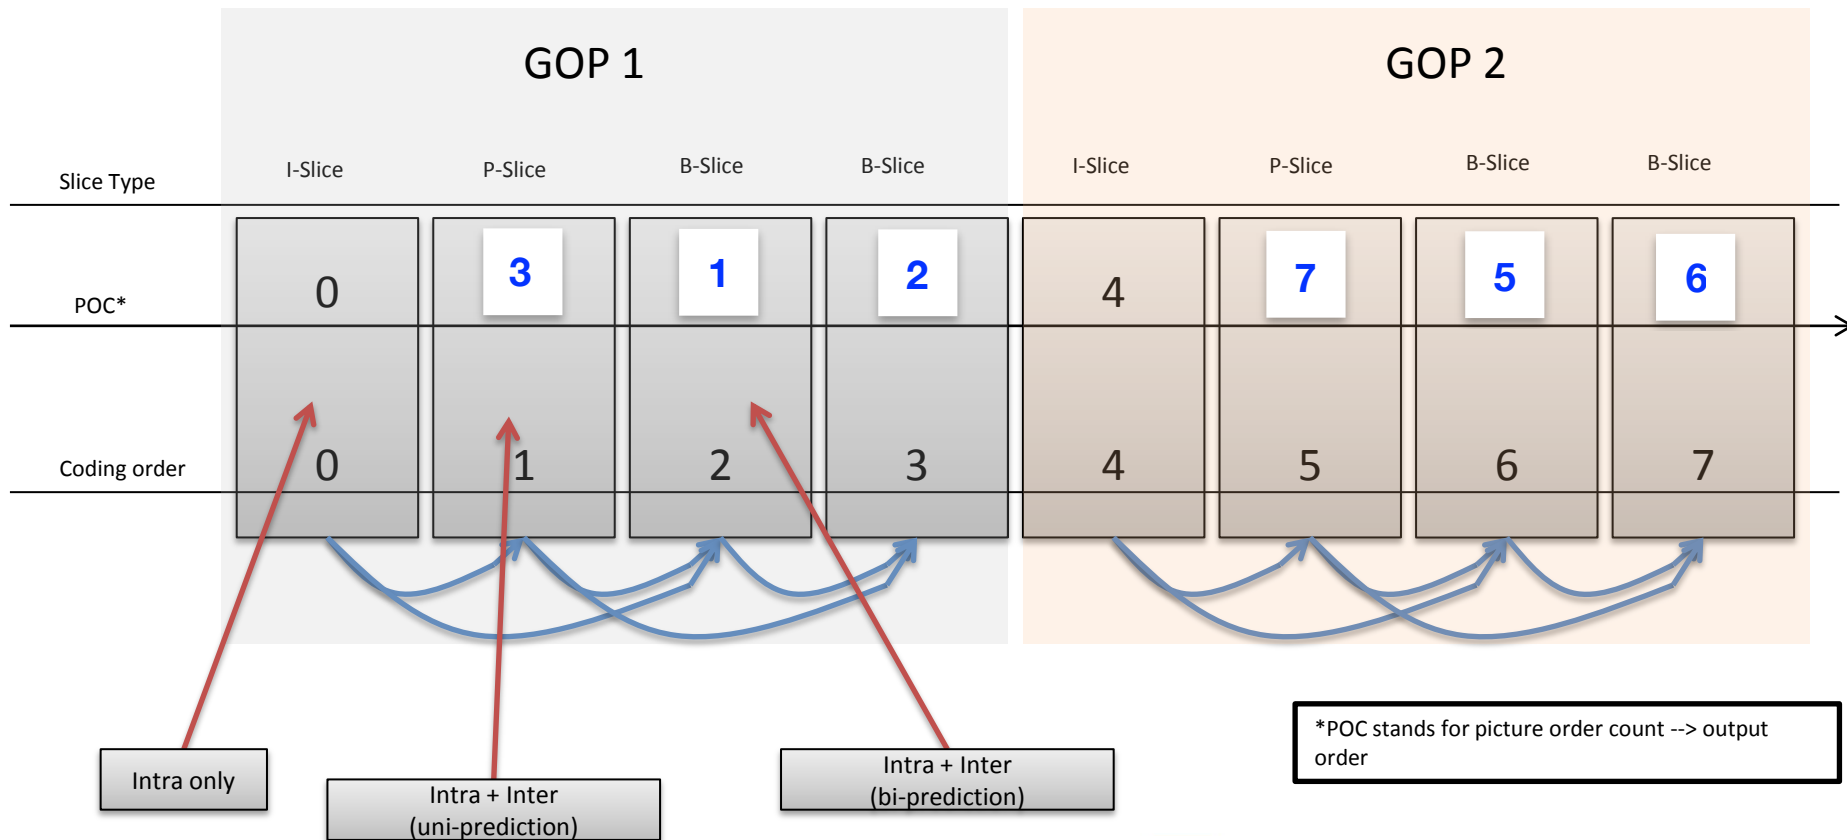 GOP 1
GOP 2
Slice Type
I-Slice
P-Slice
B-Slice
B-Slice
I-Slice
P-Slice
B-Slice
B-Slice
POC*
0
3
1
2
4
7
5
6
Coding order
0
1
2
3
4
5
6
7
Intra only
Intra + Inter
(uni-prediction)
Intra + Inter
(bi-prediction)
*POC stands for picture order count --> output
order